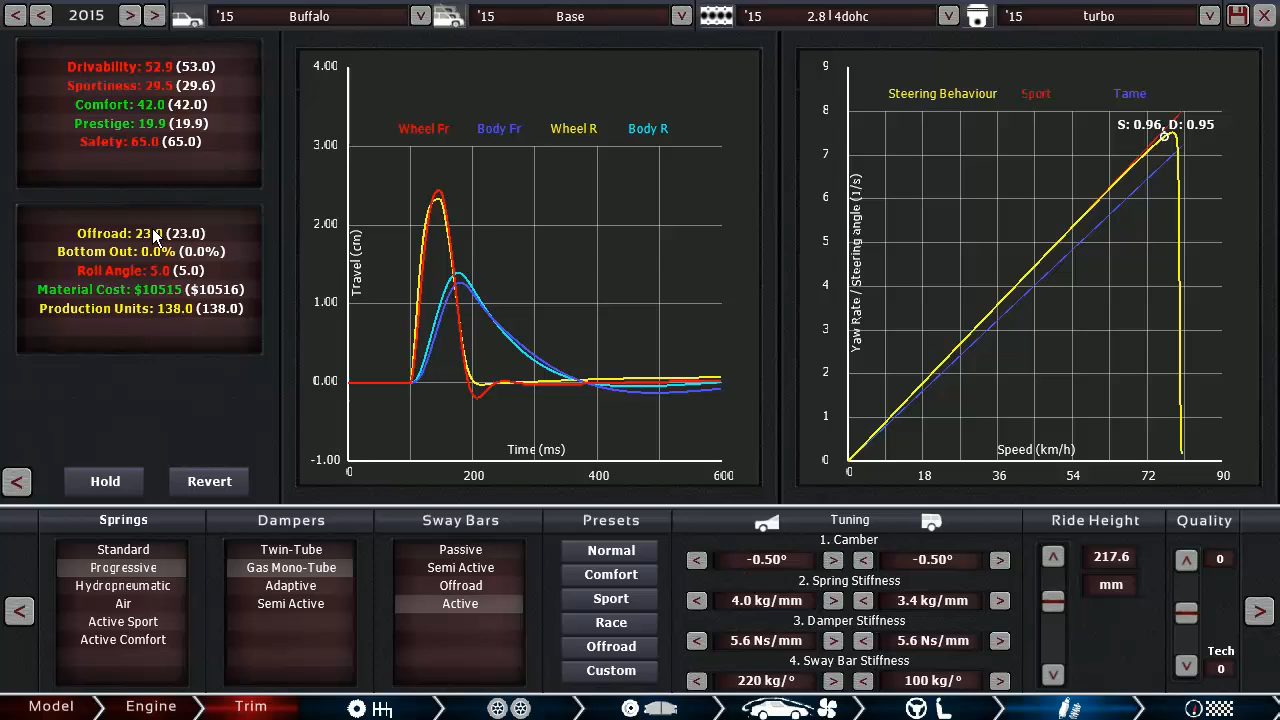 < < 2015 > > '15 Buffalo v '15 Base v '15 2.8 l 4dohc v '15 turbo v X
Drivability: 52.9 (53.0)
Sportiness: 29.5 (29.6)
Comfort: 42.0 (42.0)
Prestige: 19.9 (19.9)
Safety: 65.0 (65.0)
Offroad: 23.0 (23.0)
Bottom Out: 0.0% (0.0%)
Roll Angle: 5.0 (5.0)
Material Cost: $10515 ($10516)
Production Units: 138.0 (138.0)
< Hold Revert
4.00
3.00
2.00
1.00
0.00
-1.00
Wheel Fr Body Fr Wheel R Body R
Travel (cm)
Time (ms)
0 200 400 600
9
8
7
6
5
4
3
2
1
0
Steering Behaviour Sport Tame
S: 0.96, D: 0.95
Yaw Rate / Steering angle (1/s)
Speed (km/h)
0 18 36 54 72 90
Springs
Standard
Progressive
Hydropneumatic
Air
Active Sport
Active Comfort
Dampers
Twin-Tube
Gas Mono-Tube
Adaptive
Semi Active
Sway Bars
Passive
Semi Active
Offroad
Active
Presets
Normal
Comfort
Sport
Race
Offroad
Custom
Tuning
1. Camber
< -0.50° > < -0.50° >
2. Spring Stiffness
< 4.0 kg/mm > < 3.4 kg/mm >
3. Damper Stiffness
< 5.6 Ns/mm > < 5.6 Ns/mm >
4. Sway Bar Stiffness
< 220 kg/° > < 100 kg/° >
Ride Height
217.6
mm
Quality
0
Tech
0
< >
Model Engine Trim